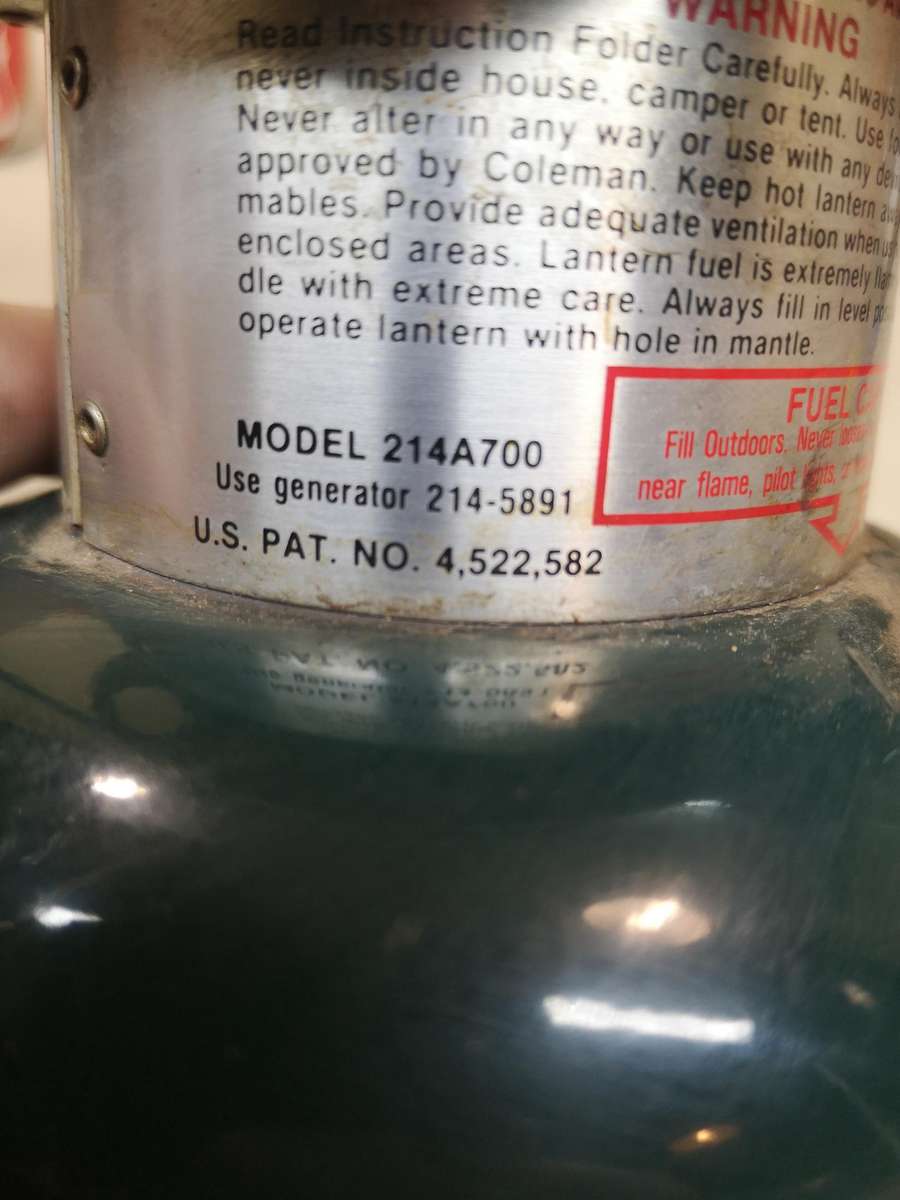 WARNING
Read Instruction Folder Carefully. Always
never inside house, camper or tent. Use
Never alter in any way or use with any
approved by Coleman. Keep hot lantern
mables. Provide adequate ventilation when
enclosed areas. Lantern fuel is extremely
dle with extreme care. Always fill in level
operate lantern with hole in mantle.
FUEL
Fill Outdoors. Never
near flame, pilot
MODEL 214A700
Use generator 214-5891
U.S. PAT. NO. 4,522,582